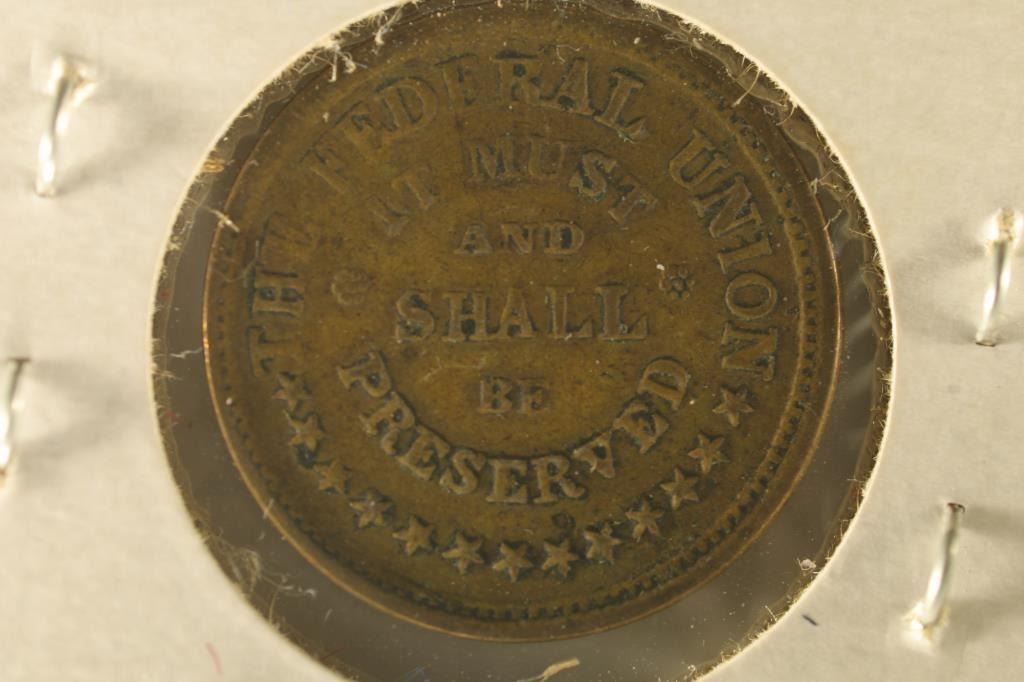 THE FEDERAL UNION
IT MUST
AND
SHALL
BE
PRESERVED